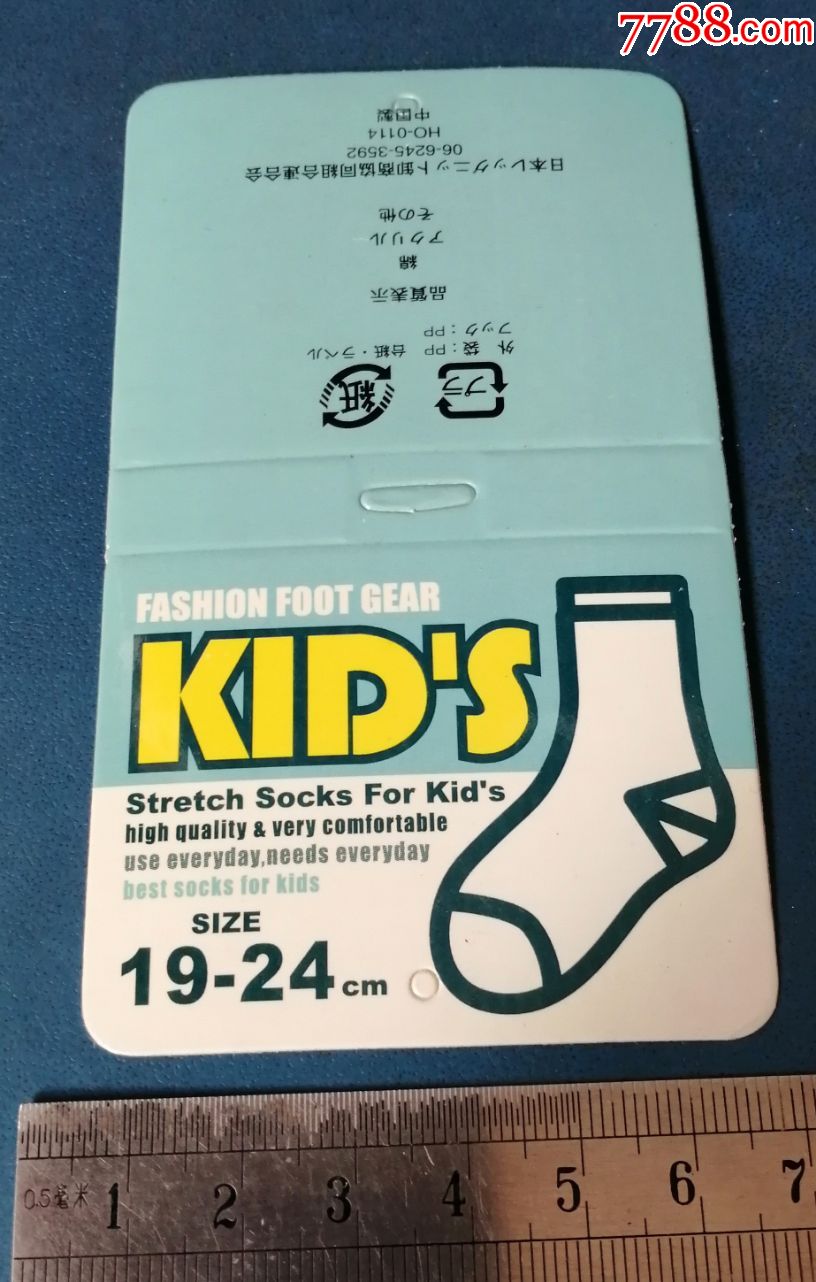 7788.com
プラ
紙
外 袋：PP 台紙・ラベル
フック：PP
品質表示
綿
アクリル
その他
日本レッグニット卸商協同組合連合会
06-6245-3592
HO-0114
中国製
FASHION FOOT GEAR
KID'S
Stretch Socks For Kid's
high quality & very comfortable
use everyday,needs everyday
best socks for kids
SIZE
19-24 cm
0.5毫米 1 2 3 4 5 6 7